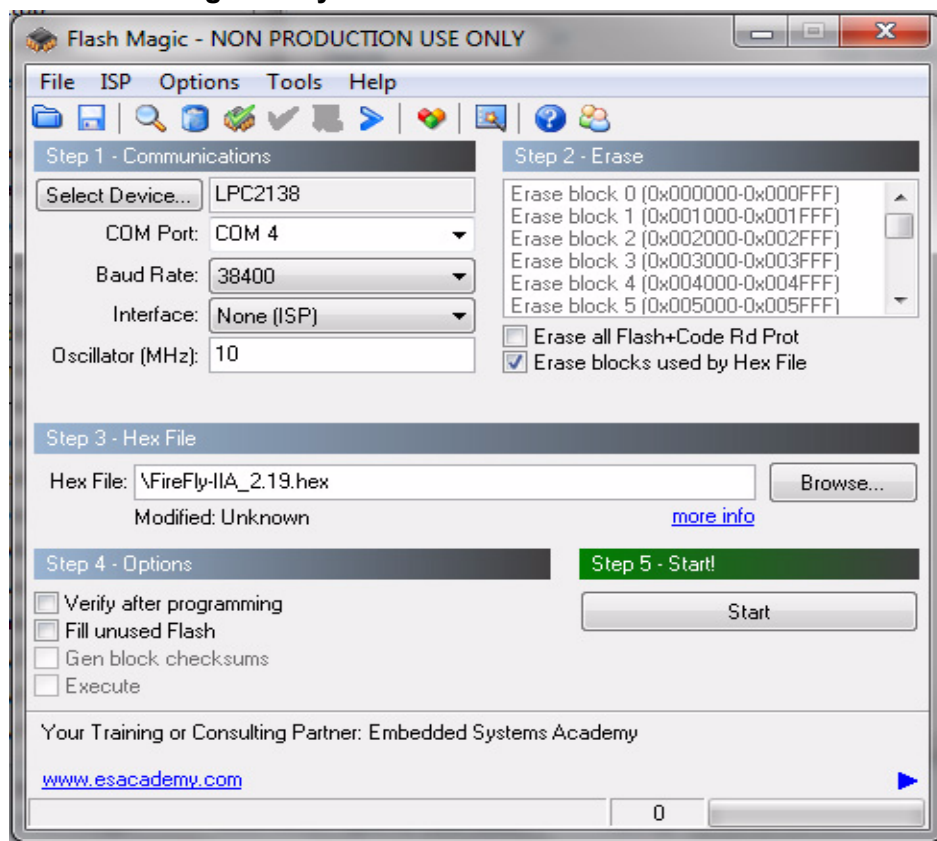 Flash Magic - NON PRODUCTION USE ONLY
File ISP Options Tools Help
Step 1 - Communications
Select Device... LPC2138
COM Port: COM 4
Baud Rate: 38400
Interface: None (ISP)
Oscillator (MHz): 10
Step 2 - Erase
Erase block 0 (0x000000-0x000FFF)
Erase block 1 (0x001000-0x001FFF)
Erase block 2 (0x002000-0x002FFF)
Erase block 3 (0x003000-0x003FFF)
Erase block 4 (0x004000-0x004FFF)
Erase block 5 (0x005000-0x005FFF)
Erase all Flash+Code Rd Prot
Erase blocks used by Hex File
Step 3 - Hex File
Hex File: \FireFly-IIA_2.19.hex Browse...
Modified: Unknown more info
Step 4 - Options
Verify after programming
Fill unused Flash
Gen block checksums
Execute
Step 5 - Start!
Start
Your Training or Consulting Partner: Embedded Systems Academy
www.esacademy.com
0